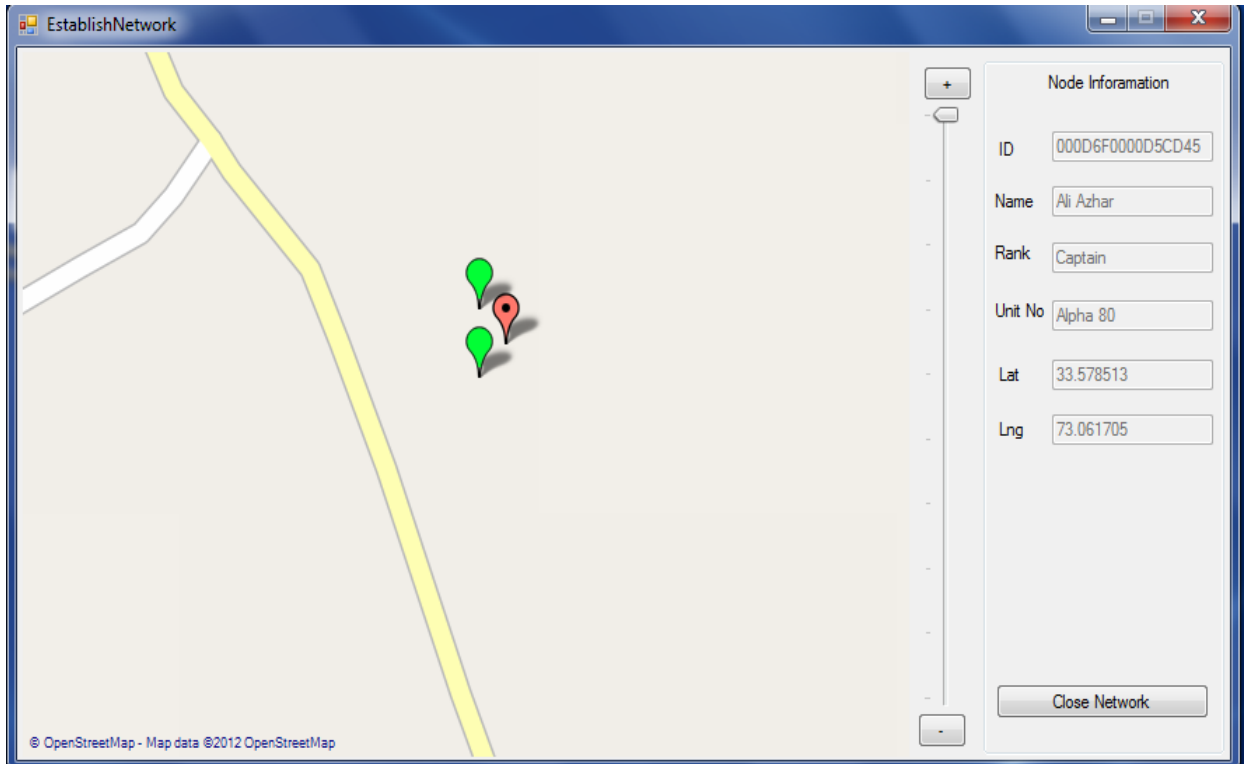 EstablishNetwork
+
Node Inforamation
ID 000D6F0000D5CD45
Name Ali Azhar
Rank Captain
Unit No Alpha 80
Lat 33.578513
Lng 73.061705
Close Network
-
© OpenStreetMap - Map data ©2012 OpenStreetMap